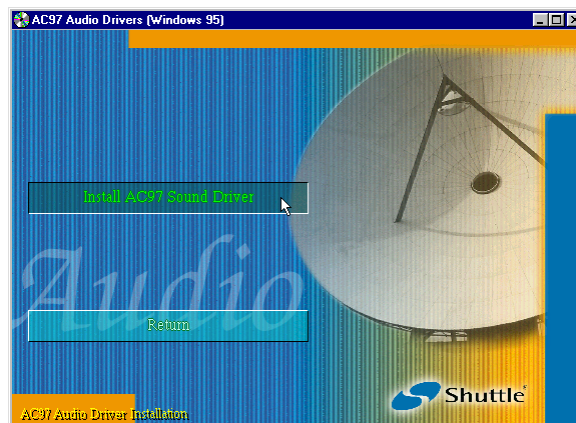 AC97 Audio Drivers (Windows 95)
Install AC97 Sound Driver
Audio
Return
Shuttle®
AC97 Audio Driver Installation